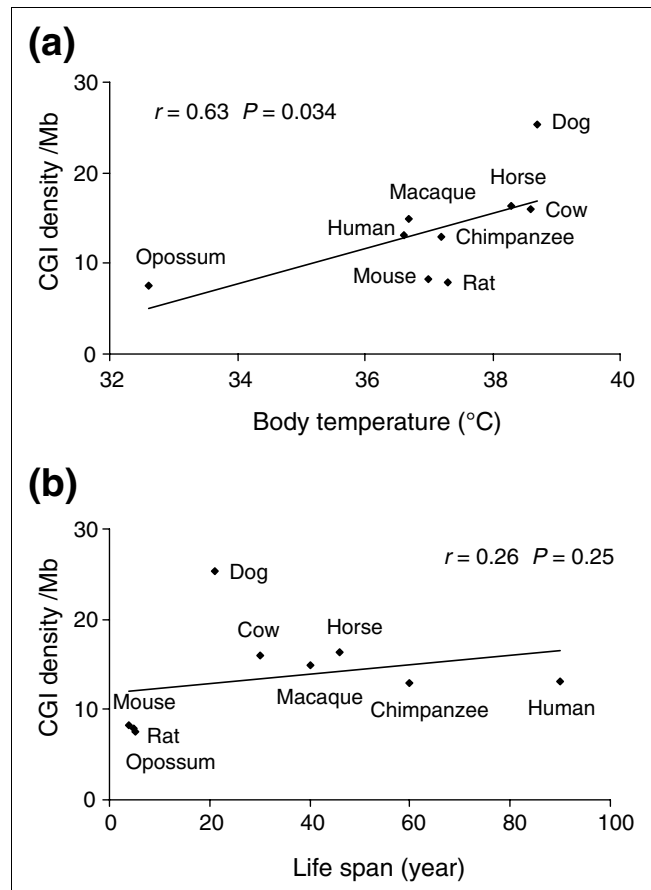 (a)
r = 0.63 P = 0.034
CGI density /Mb
30
20
10
0
Dog
Horse
Macaque
Cow
Human
Chimpanzee
Opossum
Mouse
Rat
32 34 36 38 40
Body temperature (°C)
(b)
r = 0.26 P = 0.25
CGI density /Mb
30
20
10
0
Dog
Cow
Horse
Macaque
Mouse
Chimpanzee
Human
Rat
Opossum
0 20 40 60 80 100
Life span (year)